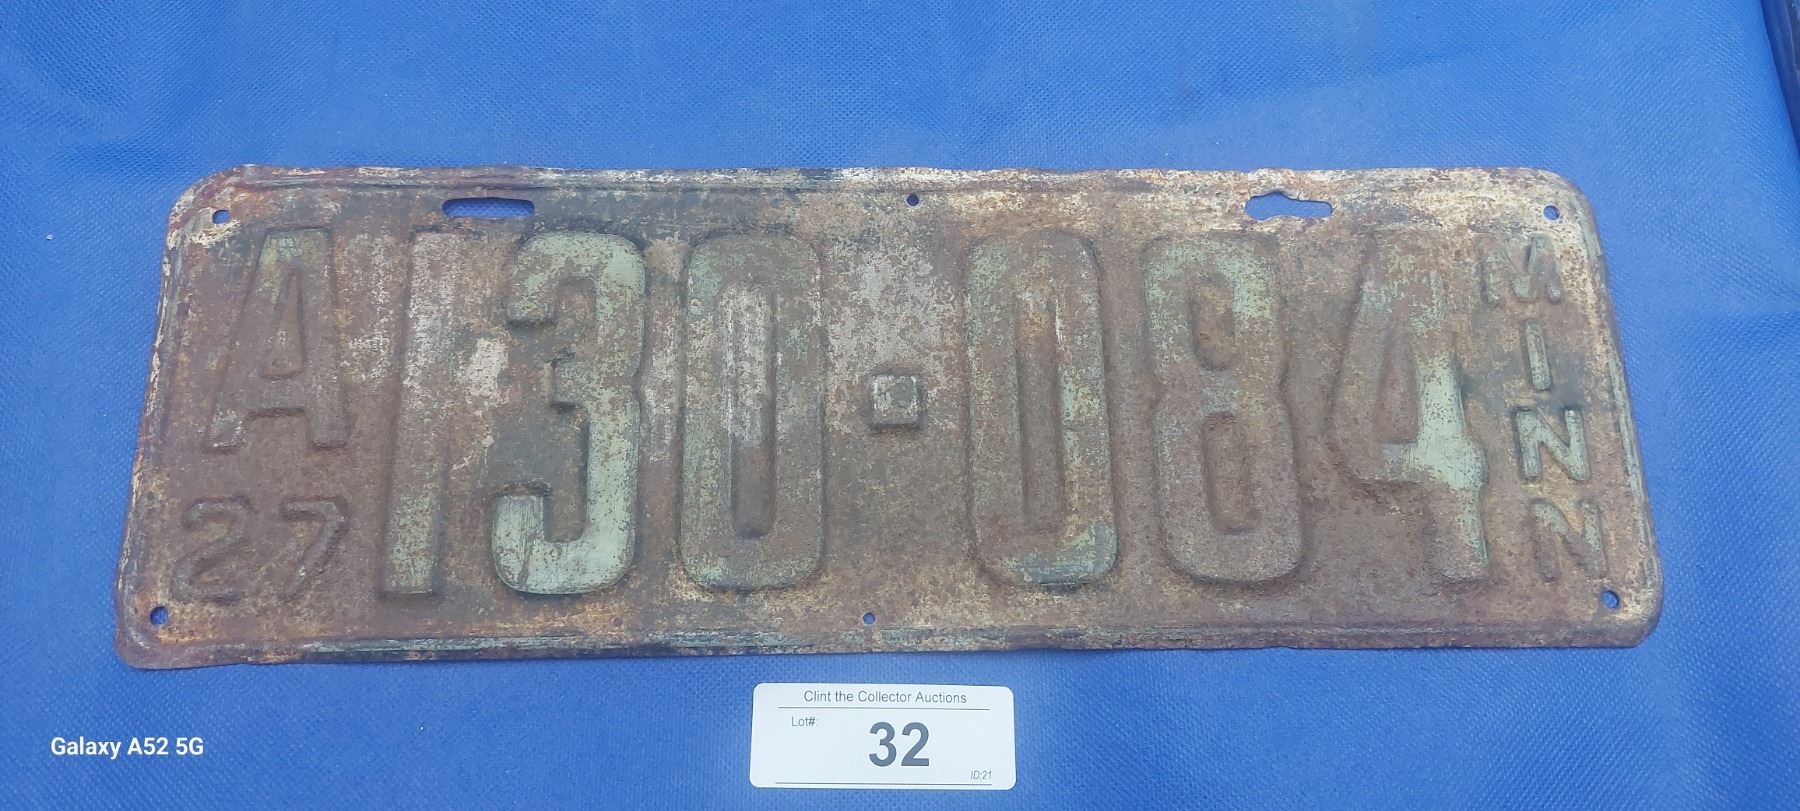 A 130·084
27
MINN
Clint the Collector Auctions
Lot#:
32
ID:21
Galaxy A52 5G